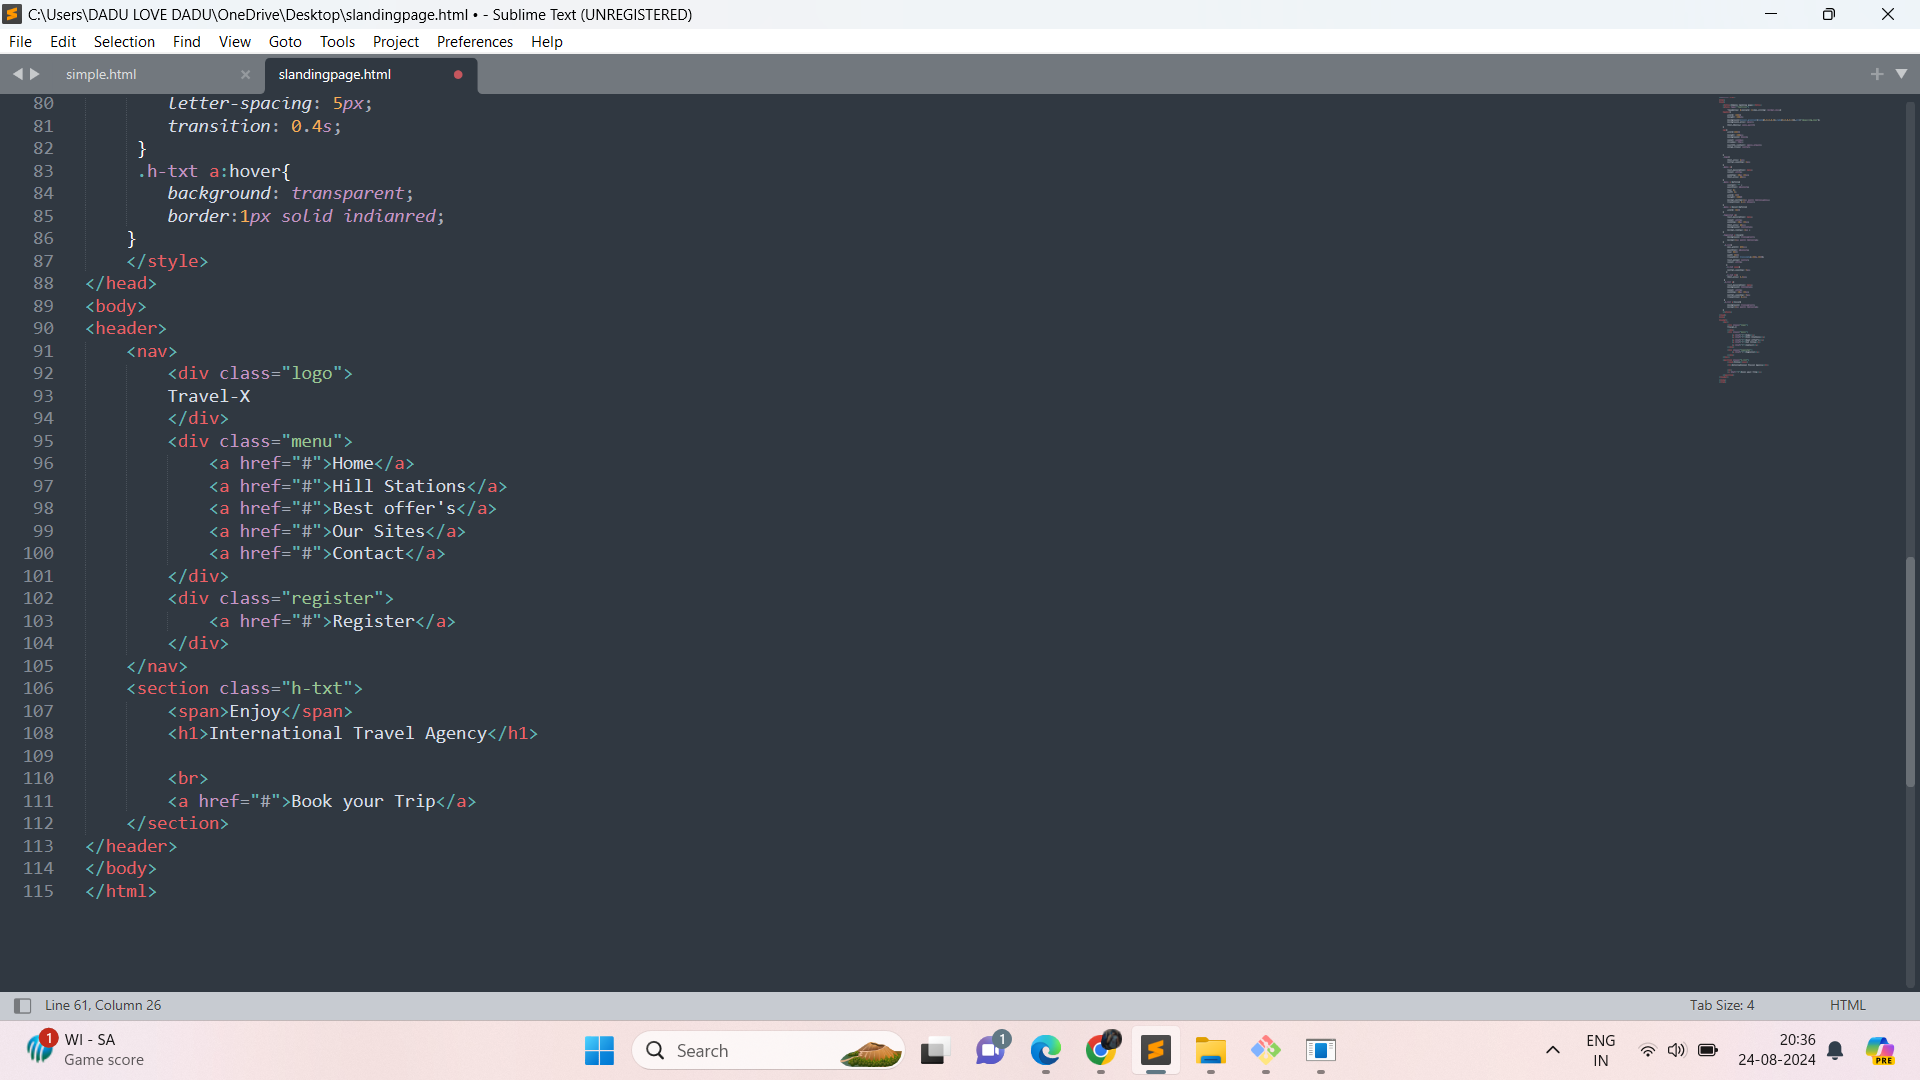 C:\Users\DADU LOVE DADU\OneDrive\Desktop\slandingpage.html • - Sublime Text (UNREGISTERED)
File Edit Selection Find View Goto Tools Project Preferences Help
simple.html slandingpage.html
80 letter-spacing: 5px;
81 transition: 0.4s;
82 }
83 .h-txt a:hover{
84 background: transparent;
85 border:1px solid indianred;
86 }
87 </style>
88 </head>
89 <body>
90 <header>
91 <nav>
92 <div class="logo">
93 Travel-X
94 </div>
95 <div class="menu">
96 <a href="#">Home</a>
97 <a href="#">Hill Stations</a>
98 <a href="#">Best offer's</a>
99 <a href="#">Our Sites</a>
100 <a href="#">Contact</a>
101 </div>
102 <div class="register">
103 <a href="#">Register</a>
104 </div>
105 </nav>
106 <section class="h-txt">
107 <span>Enjoy</span>
108 <h1>International Travel Agency</h1>
109
110 <br>
111 <a href="#">Book your Trip</a>
112 </section>
113 </header>
114 </body>
115 </html>
Line 61, Column 26 Tab Size: 4 HTML
1 WI - SA
Game score
Search
1
ENG
IN
20:36
24-08-2024
PRE